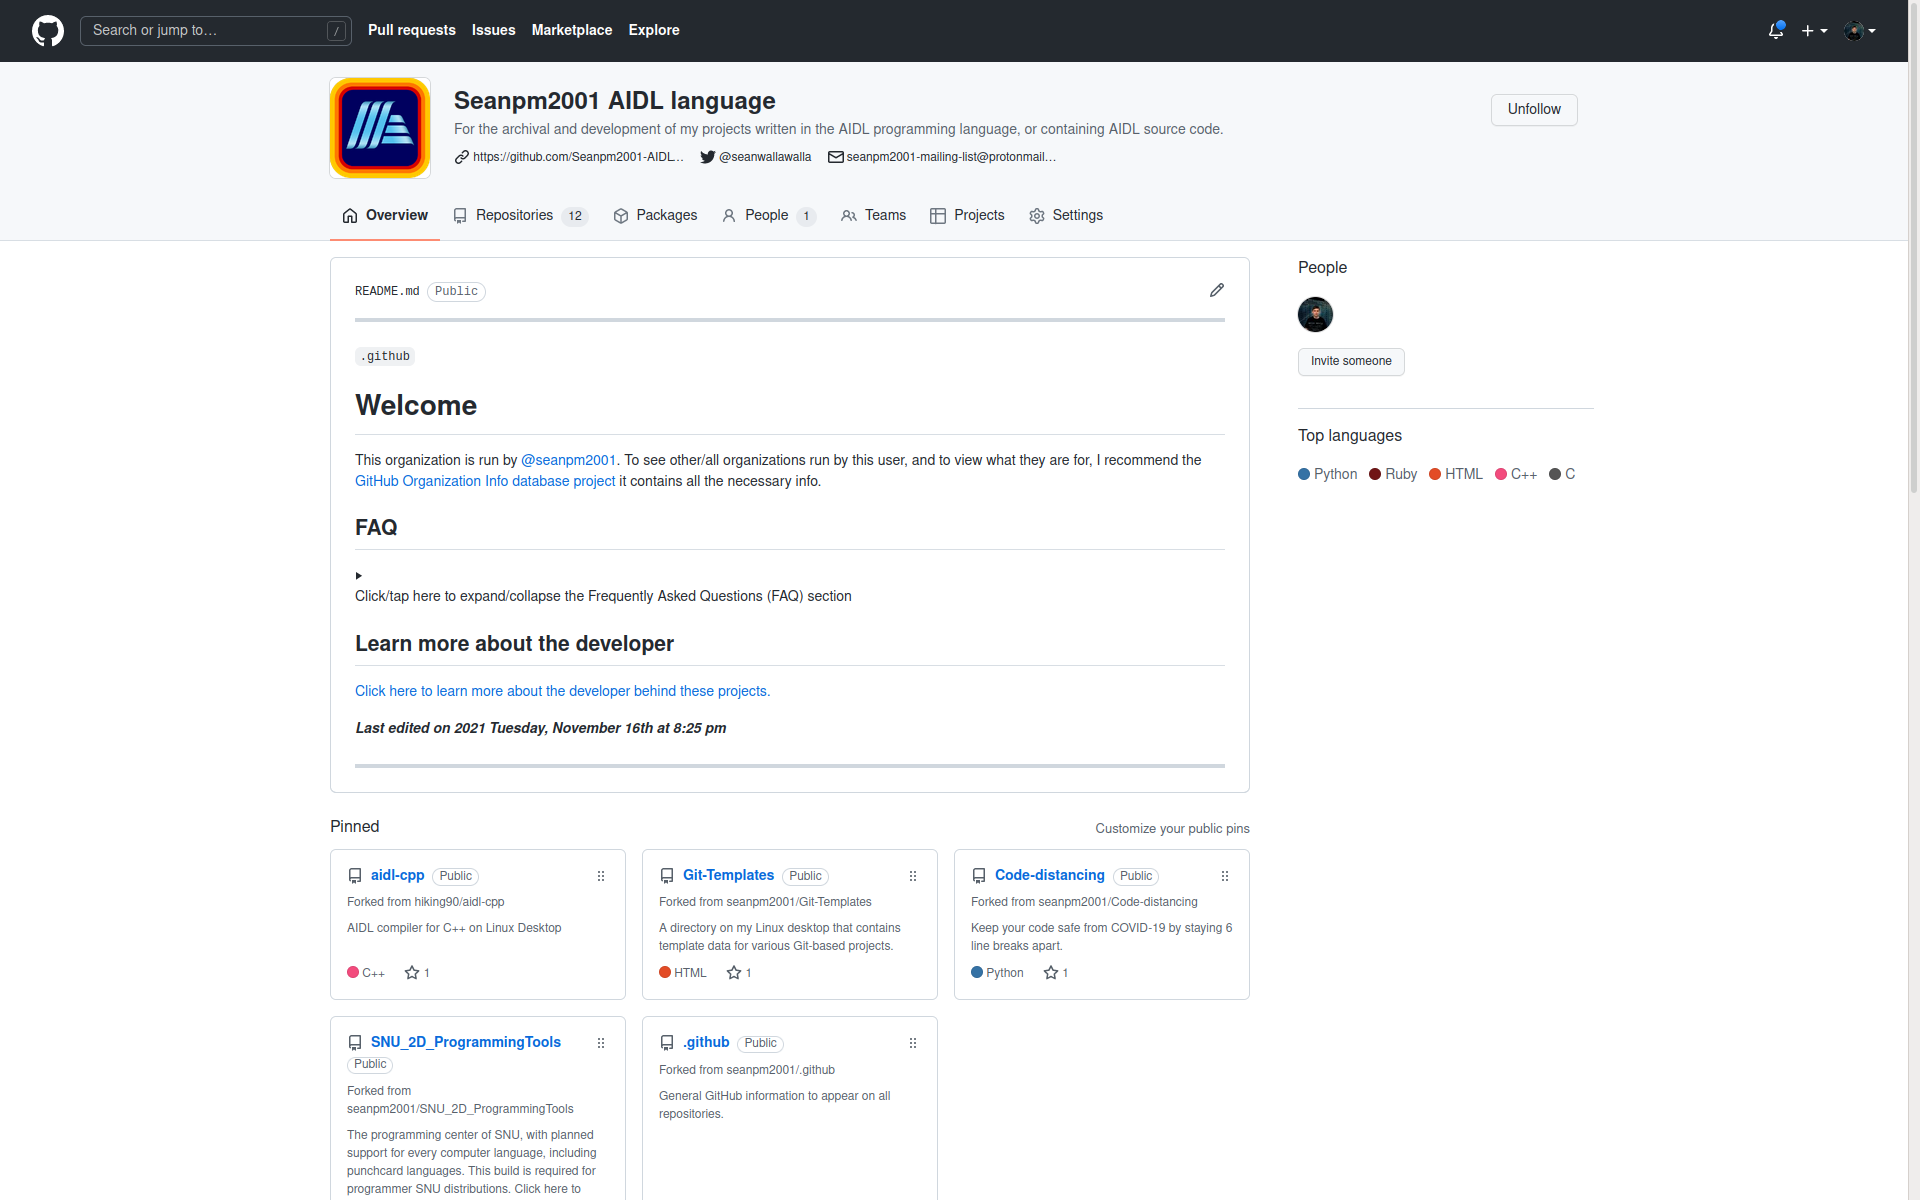 Search or jump to…
/
Pull requests
Issues
Marketplace
Explore
Seanpm2001 AIDL language
For the archival and development of my projects written in the AIDL programming language, or containing AIDL source code.
https://github.com/Seanpm2001-AIDL…
@seanwallawalla
seanpm2001-mailing-list@protonmail…
Unfollow
Overview
Repositories 12
Packages
People 1
Teams
Projects
Settings
README.md Public
.github
Welcome
This organization is run by @seanpm2001. To see other/all organizations run by this user, and to view what they are for, I recommend the
GitHub Organization Info database project it contains all the necessary info.
FAQ
Click/tap here to expand/collapse the Frequently Asked Questions (FAQ) section
Learn more about the developer
Click here to learn more about the developer behind these projects.
Last edited on 2021 Tuesday, November 16th at 8:25 pm
People
Invite someone
Top languages
Python Ruby HTML C++ C
Pinned
Customize your public pins
aidl-cpp Public
Forked from hiking90/aidl-cpp
AIDL compiler for C++ on Linux Desktop
C++ 1
Git-Templates Public
Forked from seanpm2001/Git-Templates
A directory on my Linux desktop that contains
template data for various Git-based projects.
HTML 1
Code-distancing Public
Forked from seanpm2001/Code-distancing
Keep your code safe from COVID-19 by staying 6
line breaks apart.
Python 1
SNU_2D_ProgrammingTools
Public
Forked from
seanpm2001/SNU_2D_ProgrammingTools
The programming center of SNU, with planned
support for every computer language, including
punchcard languages. This build is required for
programmer SNU distributions. Click here to
.github Public
Forked from seanpm2001/.github
General GitHub information to appear on all
repositories.